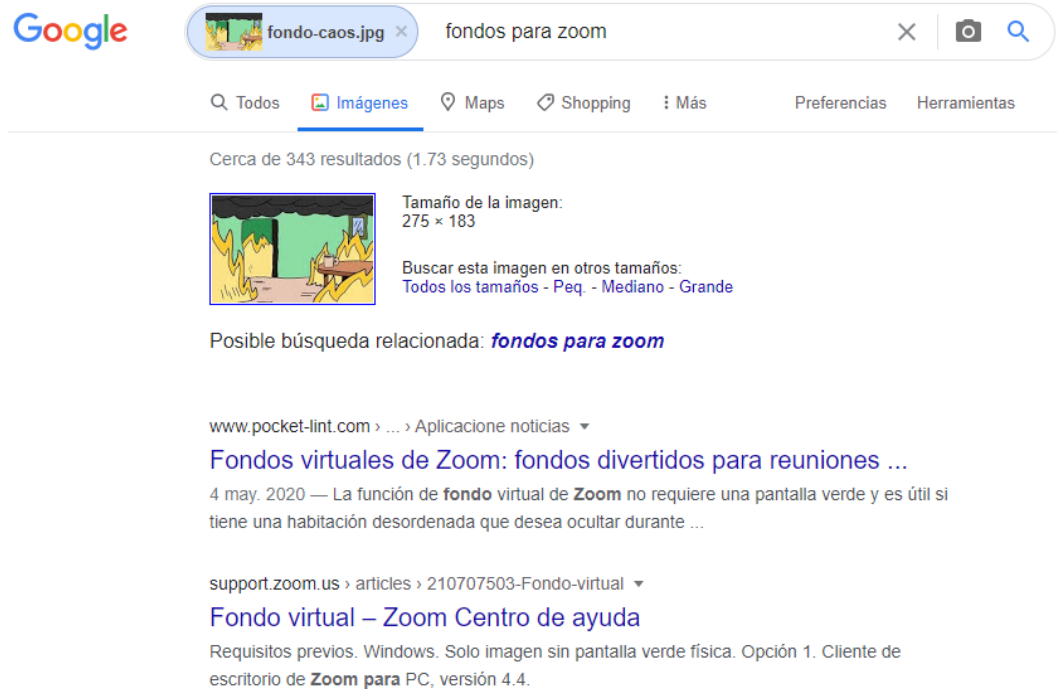 Google
fondo-caos.jpg × fondos para zoom
Todos Imágenes Maps Shopping Más Preferencias Herramientas
Cerca de 343 resultados (1.73 segundos)
Tamaño de la imagen:
275 × 183
Buscar esta imagen en otros tamaños:
Todos los tamaños - Peq. - Mediano - Grande
Posible búsqueda relacionada: fondos para zoom
www.pocket-lint.com › ... › Aplicacione noticias
Fondos virtuales de Zoom: fondos divertidos para reuniones ...
4 may. 2020 — La función de fondo virtual de Zoom no requiere una pantalla verde y es útil si
tiene una habitación desordenada que desea ocultar durante ...
support.zoom.us › articles › 210707503-Fondo-virtual
Fondo virtual – Zoom Centro de ayuda
Requisitos previos. Windows. Solo imagen sin pantalla verde física. Opción 1. Cliente de
escritorio de Zoom para PC, versión 4.4.